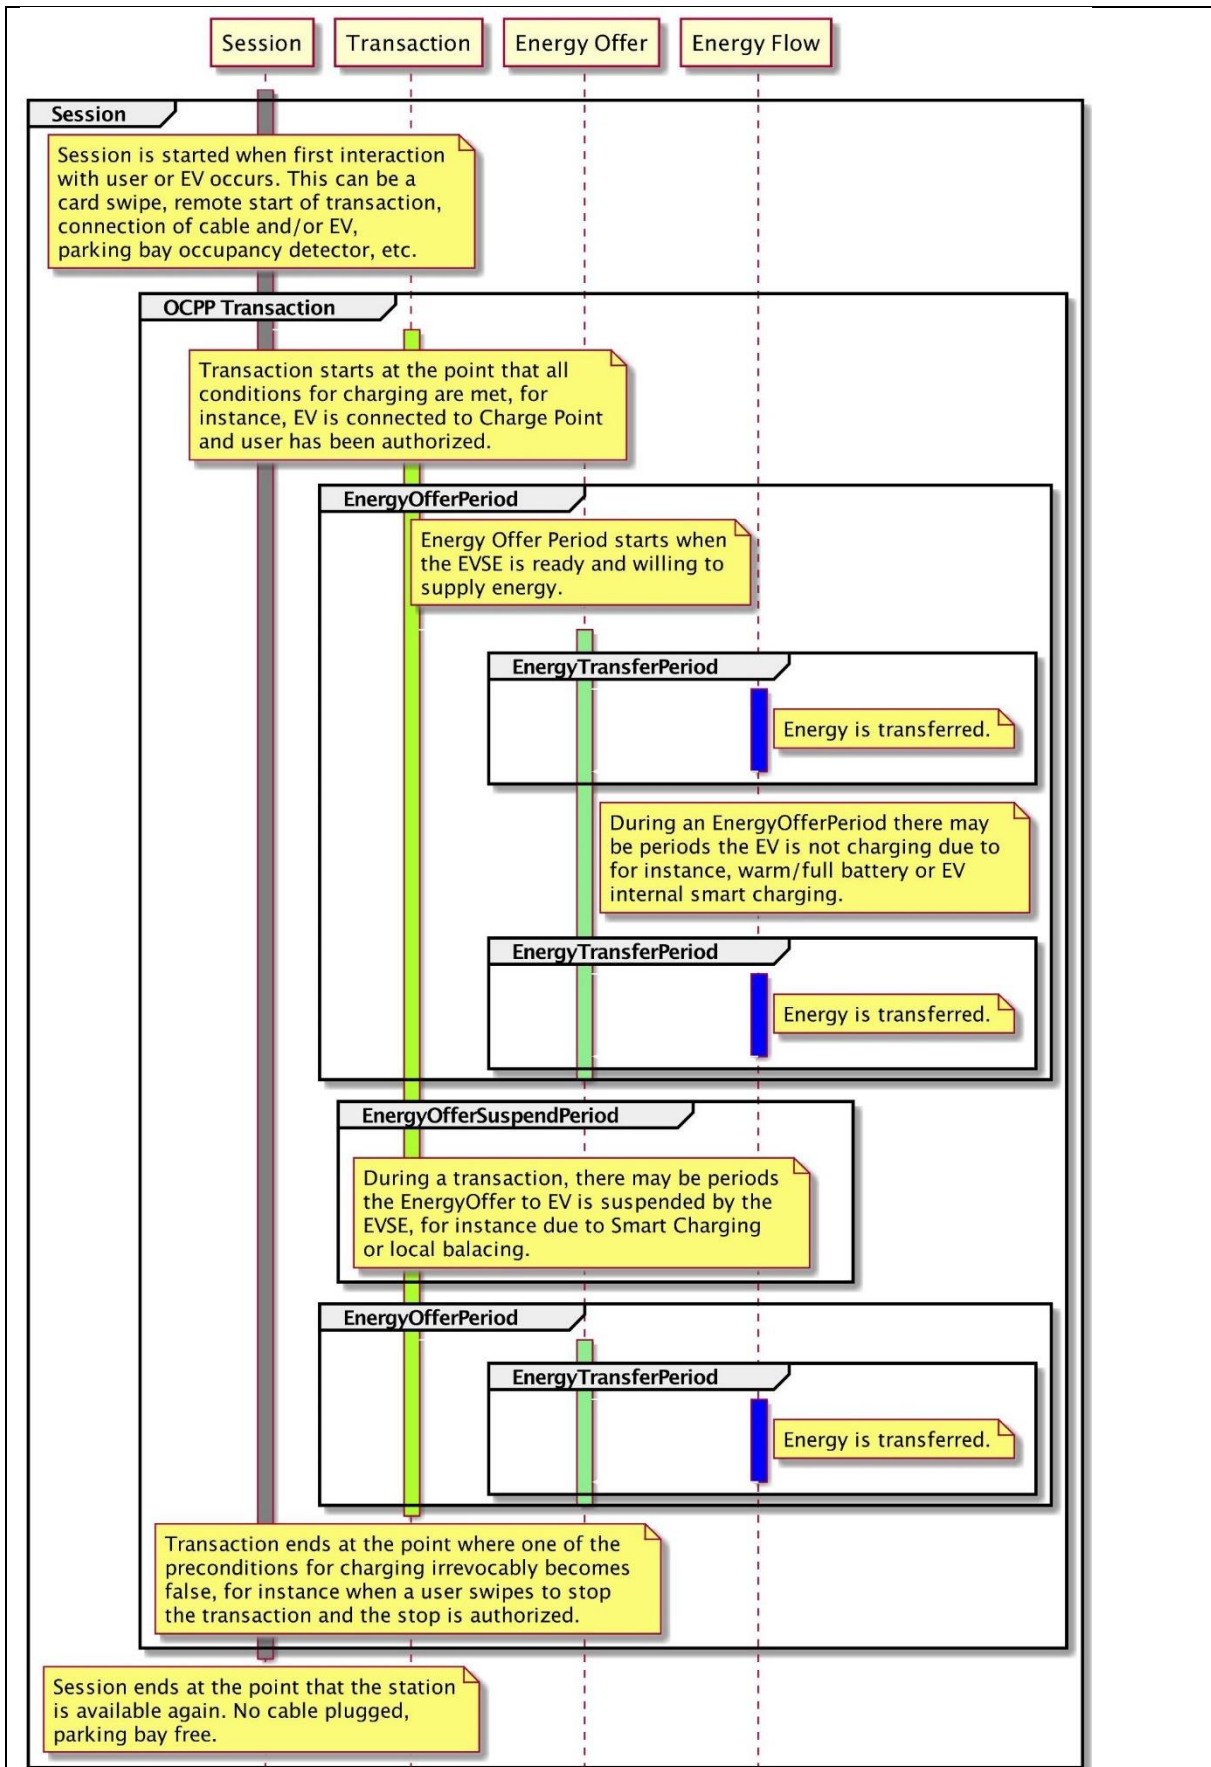 Session
Transaction
Energy Offer
Energy Flow
Session
Session is started when first interaction
with user or EV occurs. This can be a
card swipe, remote start of transaction,
connection of cable and/or EV,
parking bay occupancy detector, etc.
OCPP Transaction
Transaction starts at the point that all
conditions for charging are met, for
instance, EV is connected to Charge Point
and user has been authorized.
EnergyOfferPeriod
Energy Offer Period starts when
the EVSE is ready and willing to
supply energy.
EnergyTransferPeriod
Energy is transferred.
During an EnergyOfferPeriod there may
be periods the EV is not charging due to
for instance, warm/full battery or EV
internal smart charging.
EnergyTransferPeriod
Energy is transferred.
EnergyOfferSuspendPeriod
During a transaction, there may be periods
the EnergyOffer to EV is suspended by the
EVSE, for instance due to Smart Charging
or local balacing.
EnergyOfferPeriod
EnergyTransferPeriod
Energy is transferred.
Transaction ends at the point where one of the
preconditions for charging irrevocably becomes
false, for instance when a user swipes to stop
the transaction and the stop is authorized.
Session ends at the point that the station
is available again. No cable plugged,
parking bay free.